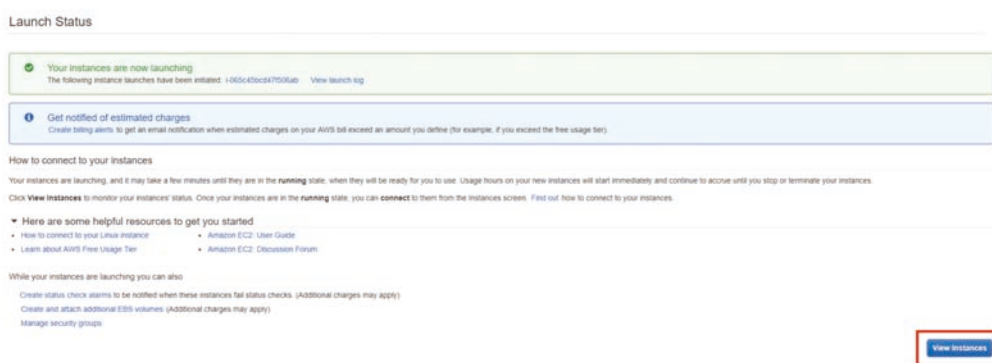 Launch Status
Your instances are now launching
The following instance launches have been initiated: i-065c45bcd47f506ab View launch log
Get notified of estimated charges
Create billing alerts to get an email notification when estimated charges on your AWS bill exceed an amount you define (for example, if you exceed the free usage tier).
How to connect to your instances
Your instances are launching, and it may take a few minutes until they are in the running state, when they will be ready for you to use. Usage hours on your new instances will start immediately and continue to accrue until you stop or terminate your instances.
Click View Instances to monitor your instances' status. Once your instances are in the running state, you can connect to them from the Instances screen. Find out how to connect to your instances.
Here are some helpful resources to get you started
How to connect to your Linux instance
Amazon EC2: User Guide
Learn about AWS Free Usage Tier
Amazon EC2: Discussion Forum
While your instances are launching you can also
Create status check alarms to be notified when these instances fail status checks. (Additional charges may apply)
Create and attach additional EBS volumes (Additional charges may apply)
Manage security groups
View Instances